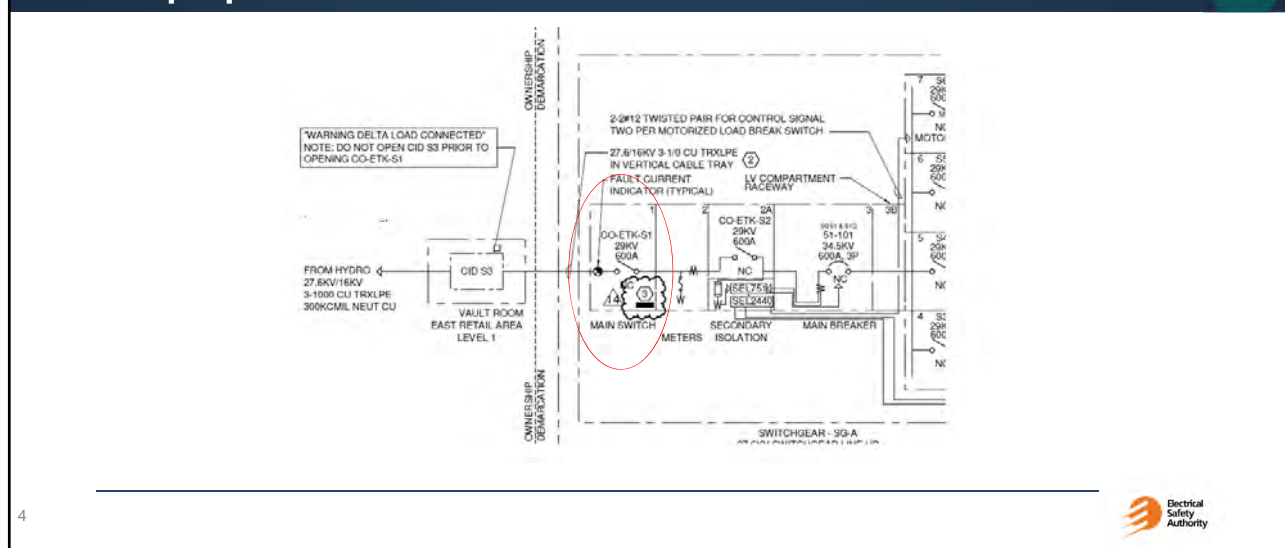 OWNERSHIP
DEMARCATION
2-2#12 TWISTED PAIR FOR CONTROL SIGNAL
TWO PER MOTORIZED LOAD BREAK SWITCH
"WARNING DELTA LOAD CONNECTED"
NOTE: DO NOT OPEN CID S3 PRIOR TO
OPENING CO-ETK-S1
27.6/16KV 3-1/0 CU TRXLPE
IN VERTICAL CABLE TRAY
2
FAULT CURRENT
INDICATOR (TYPICAL)
LV COMPARTMENT
RACEWAY
1
2
2A
3
3B
CO-ETK-S1
29KV
600A
NC
14
3
MAIN SWITCH
METERS
CO-ETK-S2
29KV
600A
NC
SEL751
SEL2440
SECONDARY
ISOLATION
51-101
34.5KV
600A, 3P
NC
MAIN BREAKER
FROM HYDRO
27.6KV/16KV
3-1000 CU TRXLPE
300KCMIL NEUT CU
CID S3
VAULT ROOM
EAST RETAIL AREA
LEVEL 1
7
NC
MOTO
6
NC
5
NC
4
NC
OWNERSHIP
DEMARCATION
SWITCHGEAR - SG-A
4
Electrical
Safety
Authority